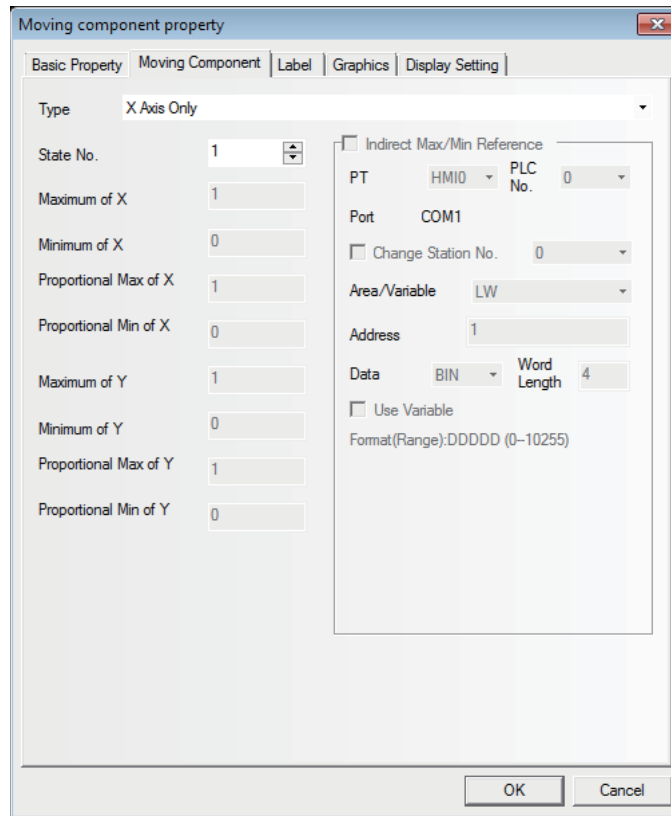 Moving component property
Basic Property Moving Component Label Graphics Display Setting
Type X Axis Only
State No. 1
Maximum of X 1
Minimum of X 0
Proportional Max of X 1
Proportional Min of X 0
Maximum of Y 1
Minimum of Y 0
Proportional Max of Y 1
Proportional Min of Y 0
Indirect Max/Min Reference
PT HMI0 PLC No. 0
Port COM1
Change Station No. 0
Area/Variable LW
Address 1
Data BIN Word Length 4
Use Variable
Format(Range):DDDDD (0--10255)
OK Cancel